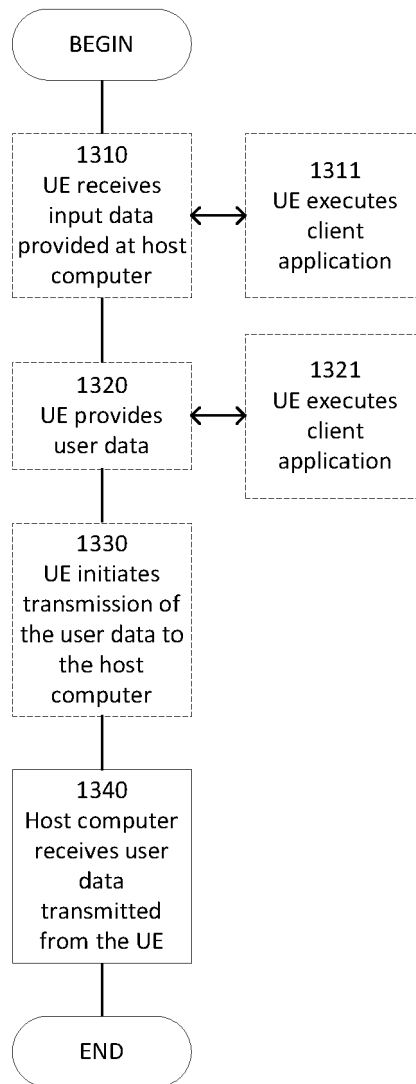 BEGIN
1310
UE receives
input data
provided at host
computer
1311
UE executes
client
application
1320
UE provides
user data
1321
UE executes
client
application
1330
UE initiates
transmission of
the user data to
the host
computer
1340
Host computer
receives user
data
transmitted
from the UE
END